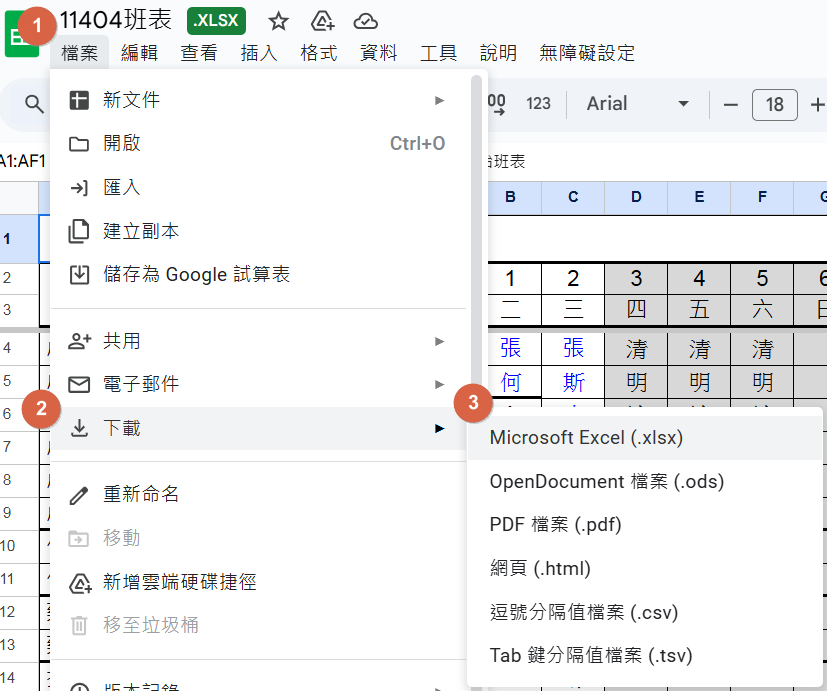 1
11404班表 .XLSX
檔案 編輯 查看 插入 格式 資料 工具 說明 無障礙設定
新文件
開啟 Ctrl+O
匯入
建立副本
儲存為 Google 試算表
共用
電子郵件
2
下載
重新命名
移動
新增雲端硬碟捷徑
移至垃圾桶
版本記錄
3
Microsoft Excel (.xlsx)
OpenDocument 檔案 (.ods)
PDF 檔案 (.pdf)
網頁 (.html)
逗號分隔值檔案 (.csv)
Tab 鍵分隔值檔案 (.tsv)
00 123 Arial 18
A1:AF1 班表
B C D E F
1
2 1 2 3 4 5 6
3 二 三 四 五 六 日
4 張 張 清 清 清
5 何 斯 明 明 明
6
7
8
9
10
11
12
13
14